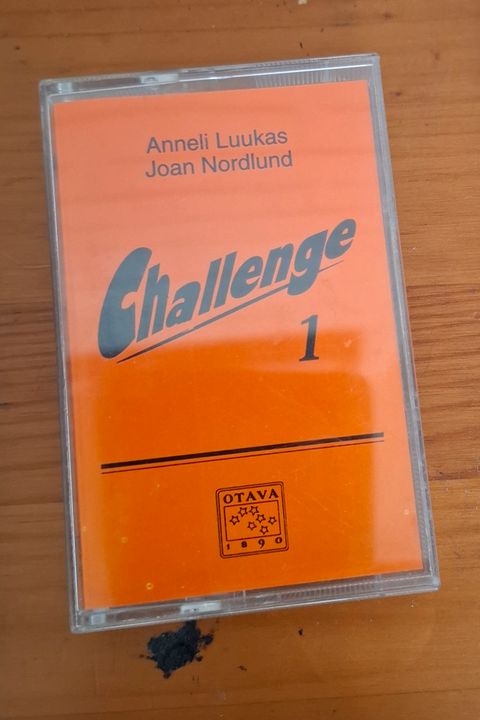 Anneli Luukas
Joan Nordlund
Challenge
1
OTAVA
1890